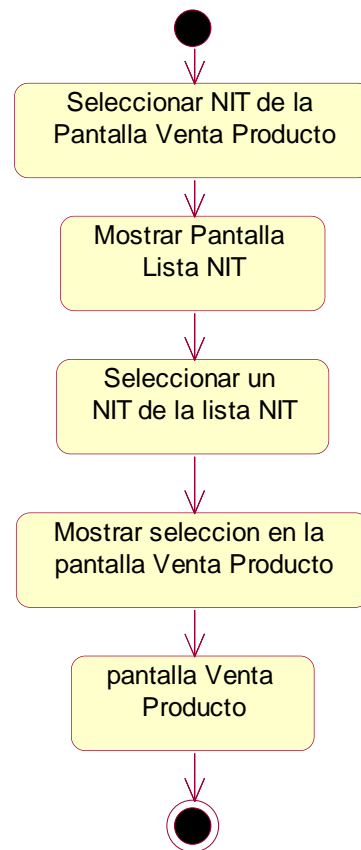 Seleccionar NIT de la
Pantalla Venta Producto
Mostrar Pantalla
Lista NIT
Seleccionar un
NIT de la lista NIT
Mostrar seleccion en la
pantalla Venta Producto
pantalla Venta
Producto